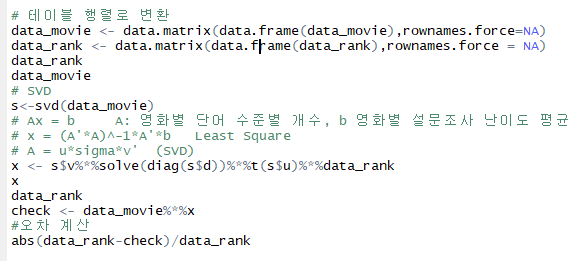 # 테이블 행렬로 변환
data_movie <- data.matrix(data.frame(data_movie),rownames.force=NA)
data_rank <- data.matrix(data.frame(data_rank),rownames.force = NA)
data_rank
data_movie
# SVD
s<-svd(data_movie)
# Ax = b     A: 영화별 단어 수준별 개수, b 영화별 설문조사 난이도 평균
# x = (A'*A)^-1*A'*b   Least Square
# A = u*sigma*v'  (SVD)
x <- s$v%*%solve(diag(s$d))%*%t(s$u)%*%data_rank
x
data_rank
check <- data_movie%*%x
#오차 계산
abs(data_rank-check)/data_rank